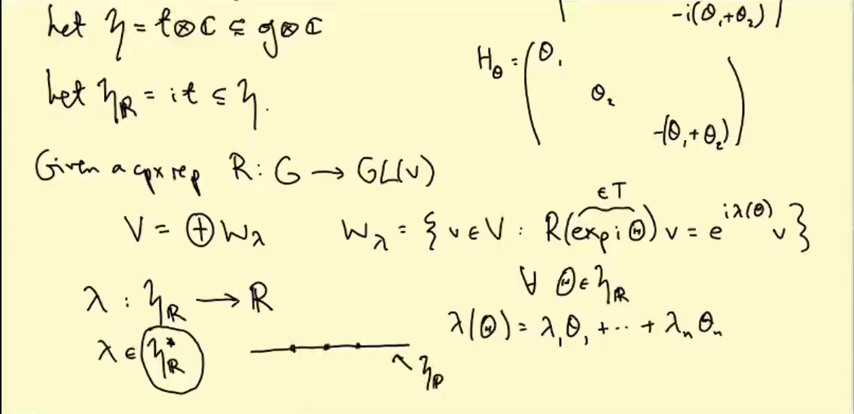 Let 𝔥 = 𝔱⊗ℂ ⊆ 𝔤⊗ℂ
-i(θ₁+θ₂)
Let 𝔥_ℝ = i𝔱 ⊆ 𝔥.
H_θ = ( θ₁
θ₂
-(θ₁+θ₂) )
Given a cpx rep R: G → GL(V)
V = ⊕ W_λ
∈T
W_λ = { v∈V : R(exp iΘ) v = e^{iλ(Θ)} v }
∀ Θ∈𝔥_ℝ
λ : 𝔥_ℝ → ℝ
λ(Θ) = λ₁θ₁ + ··· + λₙθₙ
λ ∈ 𝔥*_ℝ
𝔥_ℝ